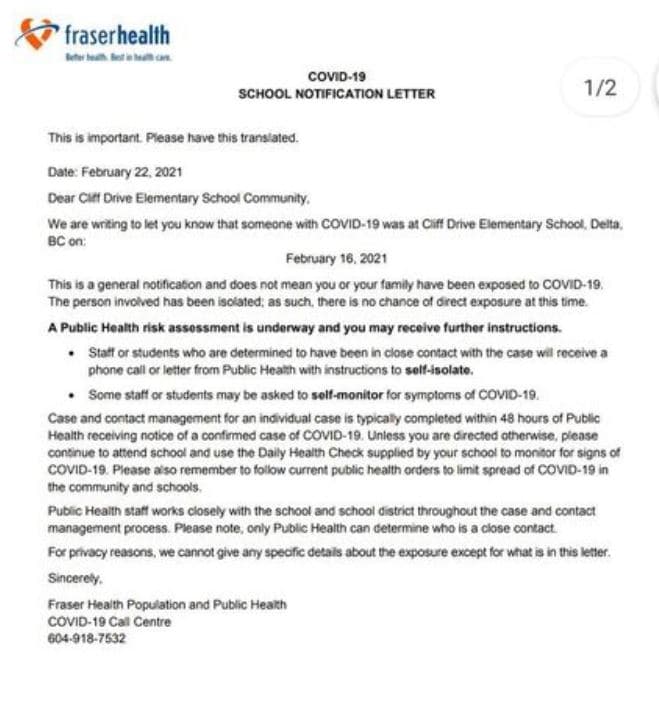 fraserhealth
Better health. Best in health care.
COVID-19
SCHOOL NOTIFICATION LETTER
1/2
This is important. Please have this translated.
Date: February 22, 2021
Dear Cliff Drive Elementary School Community,
We are writing to let you know that someone with COVID-19 was at Cliff Drive Elementary School, Delta,
BC on:
February 16, 2021
This is a general notification and does not mean you or your family have been exposed to COVID-19.
The person involved has been isolated; as such, there is no chance of direct exposure at this time.
A Public Health risk assessment is underway and you may receive further instructions.
• Staff or students who are determined to have been in close contact with the case will receive a
phone call or letter from Public Health with instructions to self-isolate.
• Some staff or students may be asked to self-monitor for symptoms of COVID-19.
Case and contact management for an individual case is typically completed within 48 hours of Public
Health receiving notice of a confirmed case of COVID-19. Unless you are directed otherwise, please
continue to attend school and use the Daily Health Check supplied by your school to monitor for signs of
COVID-19. Please also remember to follow current public health orders to limit spread of COVID-19 in
the community and schools.
Public Health staff works closely with the school and school district throughout the case and contact
management process. Please note, only Public Health can determine who is a close contact.
For privacy reasons, we cannot give any specific details about the exposure except for what is in this letter.
Sincerely,
Fraser Health Population and Public Health
COVID-19 Call Centre
604-918-7532